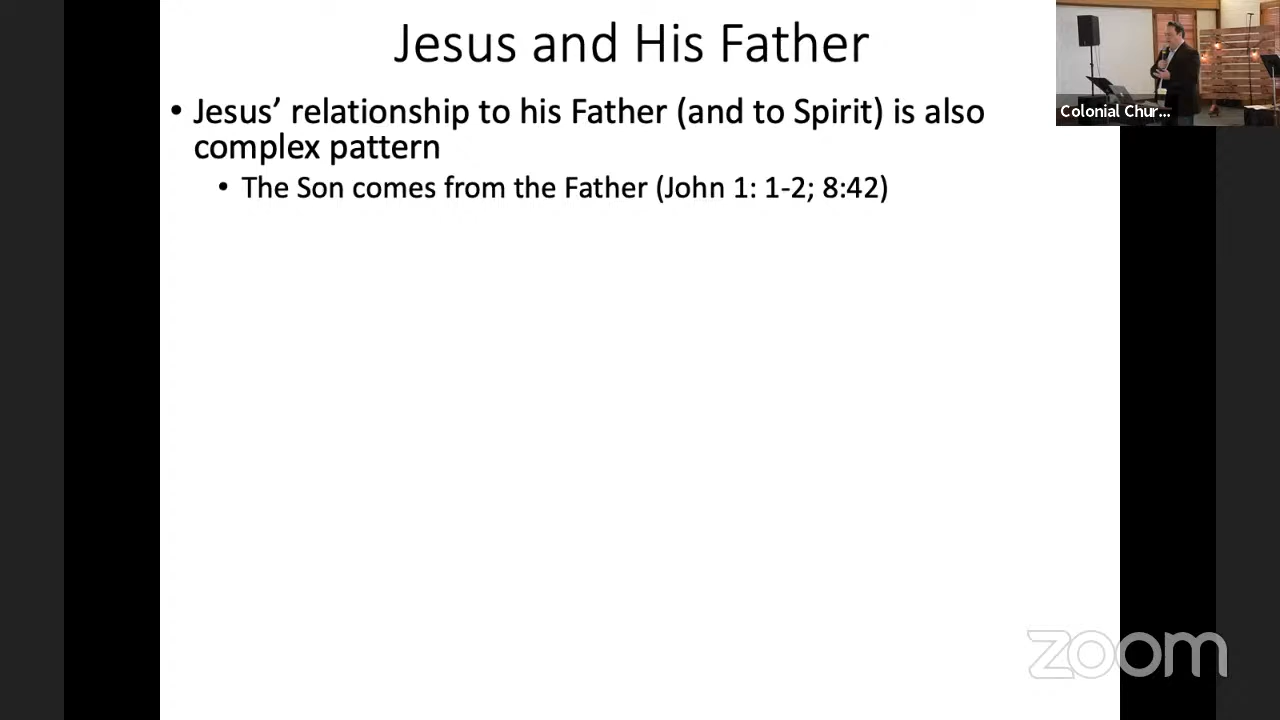 Jesus and His Father
• Jesus’ relationship to his Father (and to Spirit) is also
complex pattern
• The Son comes from the Father (John 1: 1-2; 8:42)
Colonial Chur...
zoom